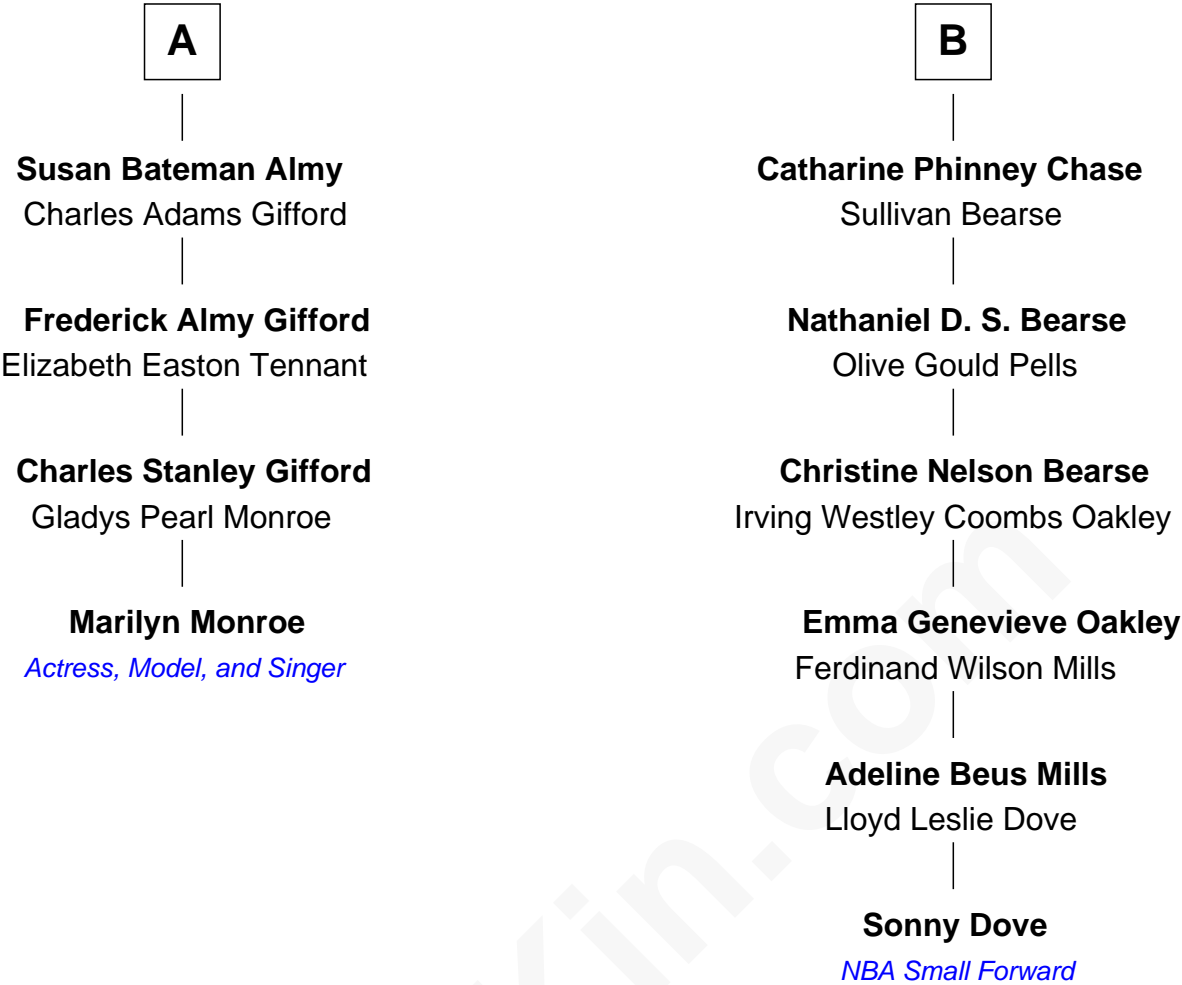 A
Susan Bateman Almy
Charles Adams Gifford
Frederick Almy Gifford
Elizabeth Easton Tennant
Charles Stanley Gifford
Gladys Pearl Monroe
Marilyn Monroe
Actress, Model, and Singer
B
Catharine Phinney Chase
Sullivan Bearse
Nathaniel D. S. Bearse
Olive Gould Pells
Christine Nelson Bearse
Irving Westley Coombs Oakley
Emma Genevieve Oakley
Ferdinand Wilson Mills
Adeline Beus Mills
Lloyd Leslie Dove
Sonny Dove
NBA Small Forward
Kin.com